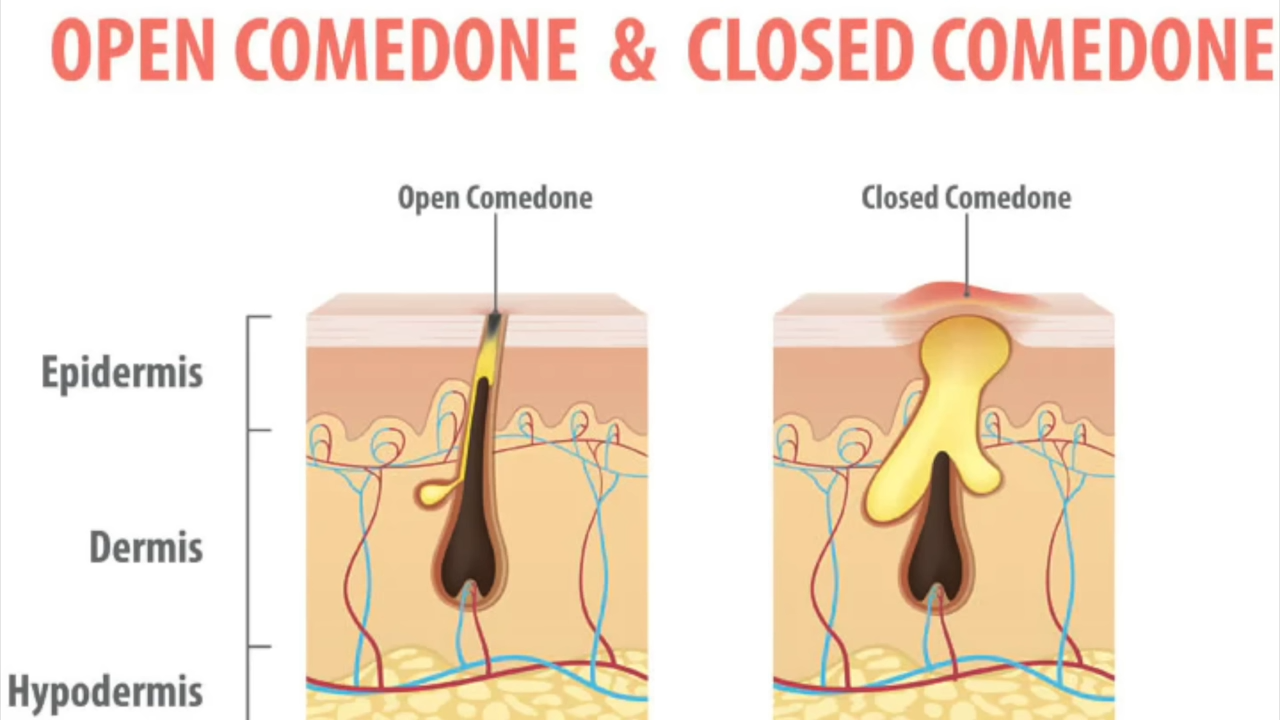 OPEN COMEDONE & CLOSED COMEDONE
Open Comedone
Closed Comedone
Epidermis
Dermis
Hypodermis